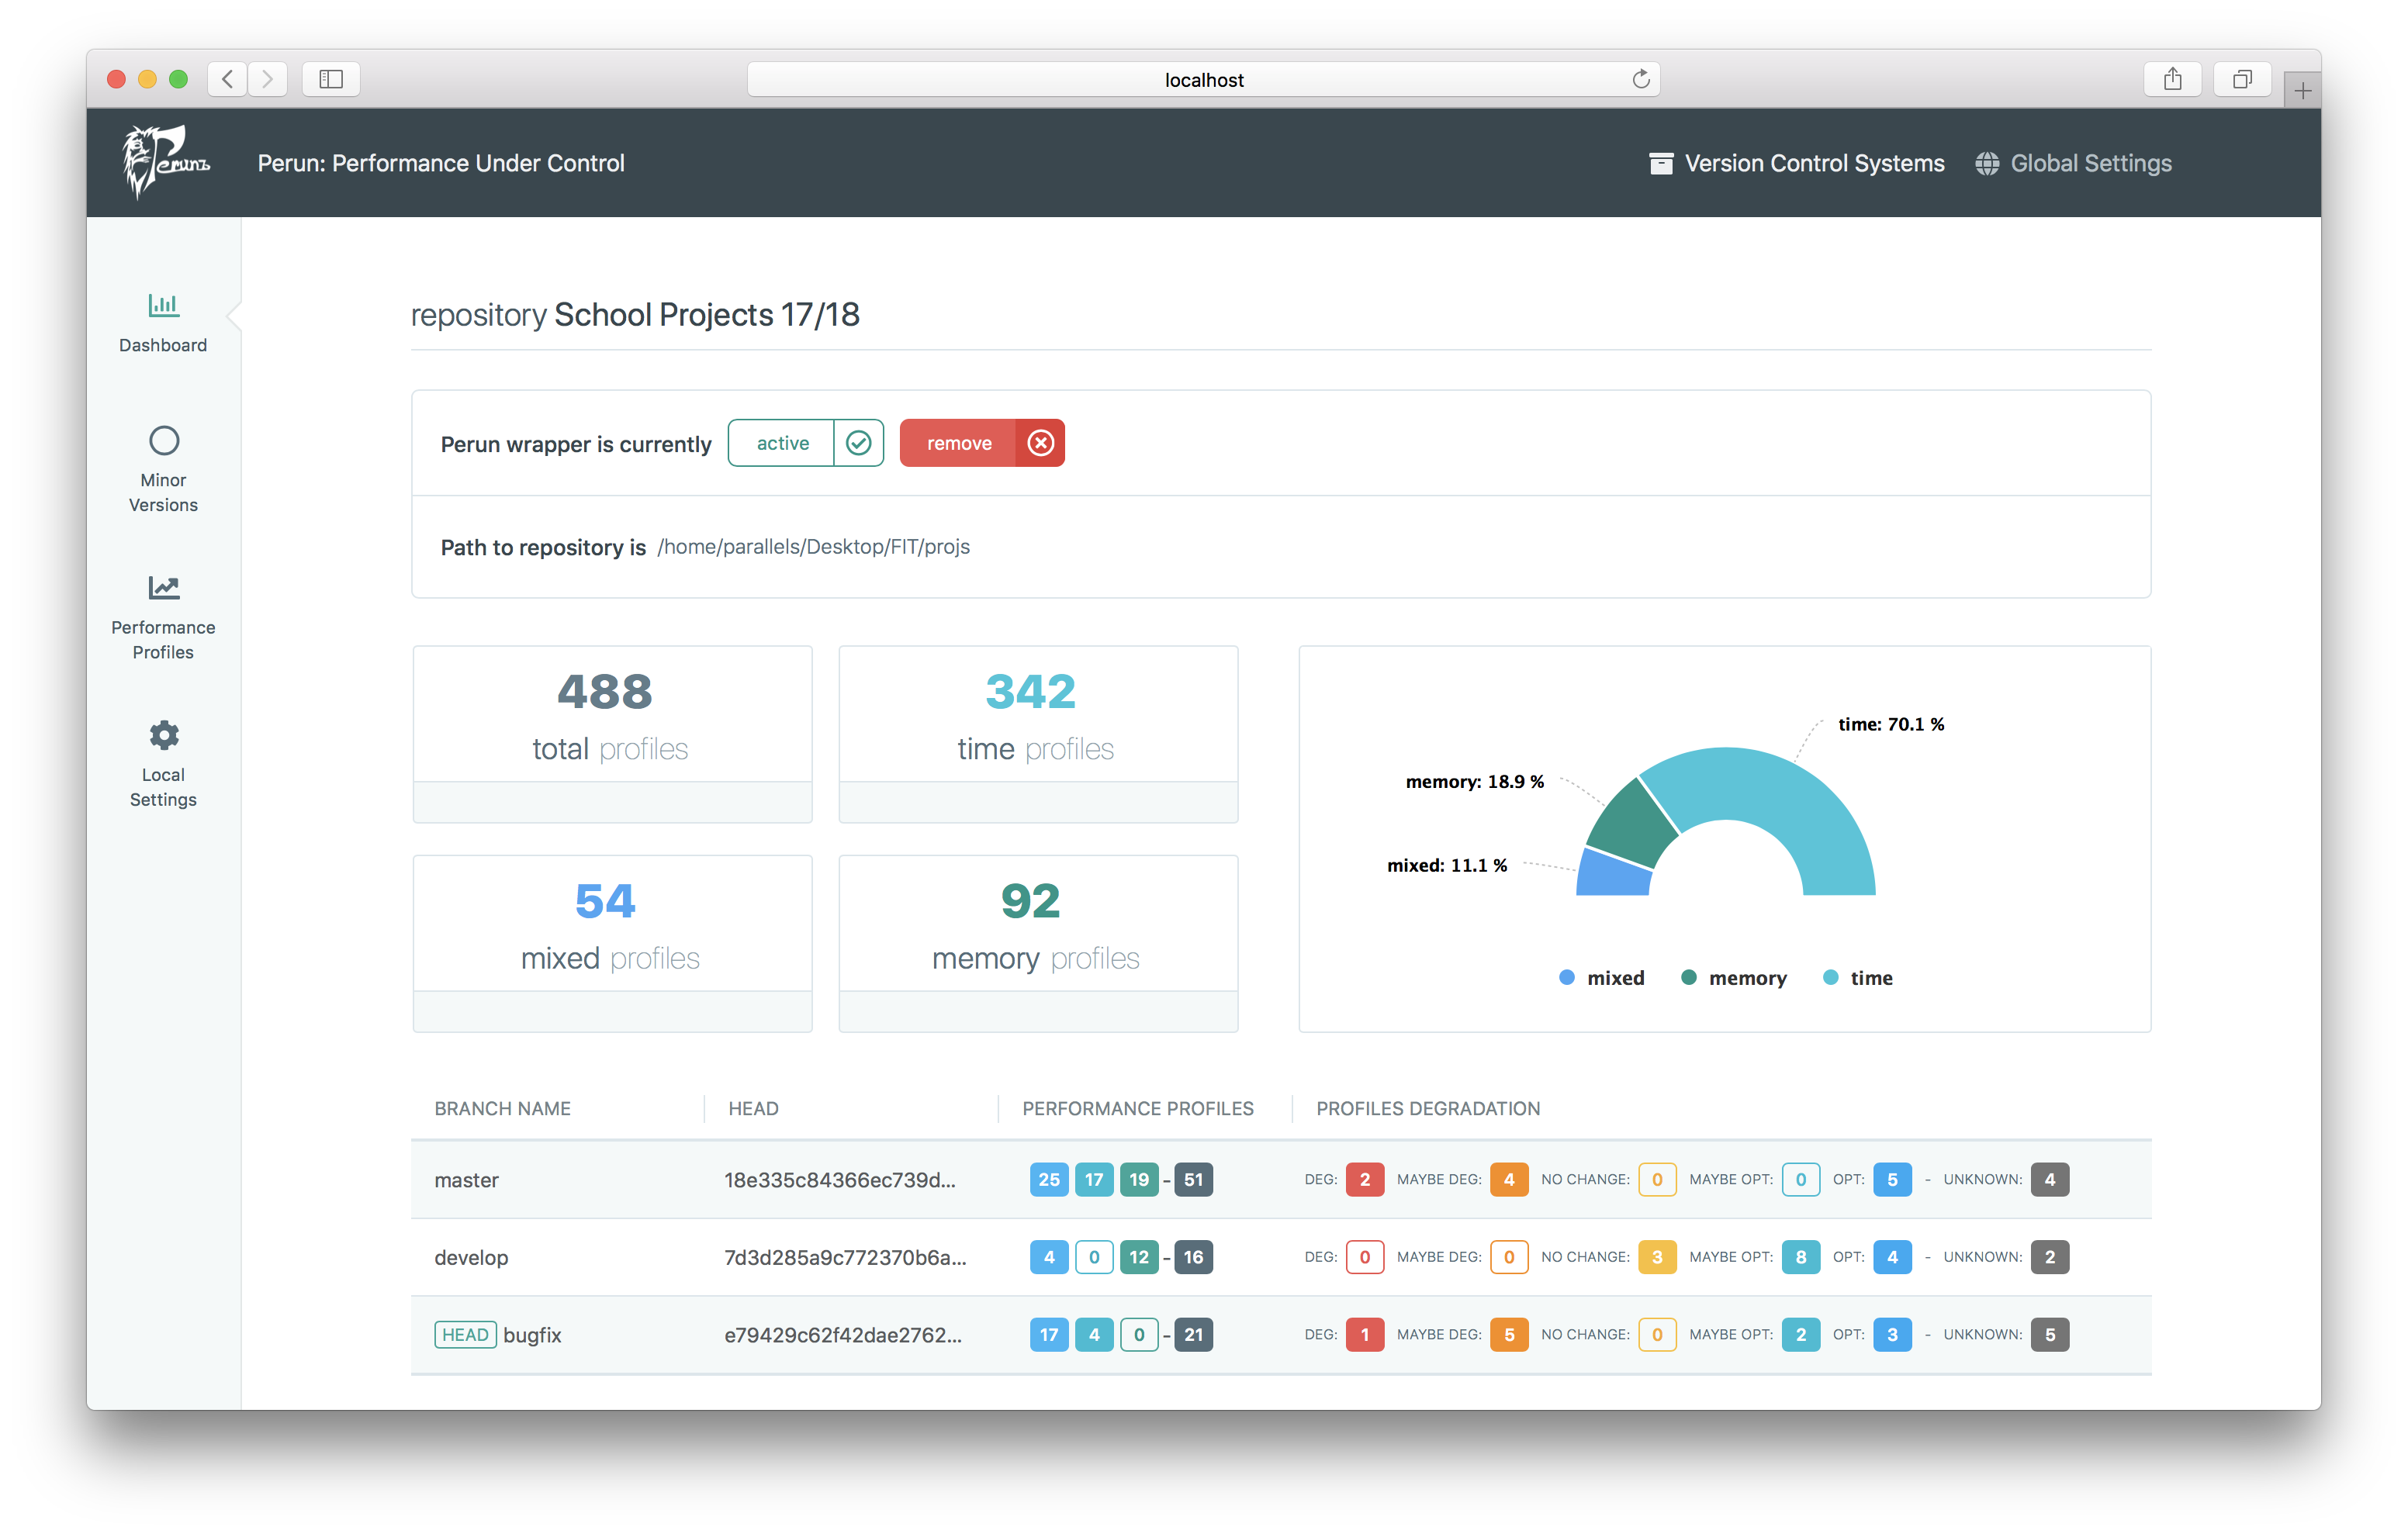 localhost
Perun
Perun: Performance Under Control
Version Control Systems
Global Settings
Dashboard
Minor
Versions
Performance
Profiles
Local
Settings
repository School Projects 17/18
Perun wrapper is currently active remove
Path to repository is /home/parallels/Desktop/FIT/projs
488
total profiles
342
time profiles
54
mixed profiles
92
memory profiles
time: 70.1 %
memory: 18.9 %
mixed: 11.1 %
mixed memory time
BRANCH NAME HEAD PERFORMANCE PROFILES PROFILES DEGRADATION
master 18e335c84366ec739d... 25 17 19 - 51 DEG: 2 MAYBE DEG: 4 NO CHANGE: 0 MAYBE OPT: 0 OPT: 5 - UNKNOWN: 4
develop 7d3d285a9c772370b6a... 4 0 12 - 16 DEG: 0 MAYBE DEG: 0 NO CHANGE: 3 MAYBE OPT: 8 OPT: 4 - UNKNOWN: 2
HEAD bugfix e79429c62f42dae2762... 17 4 0 - 21 DEG: 1 MAYBE DEG: 5 NO CHANGE: 0 MAYBE OPT: 2 OPT: 3 - UNKNOWN: 5